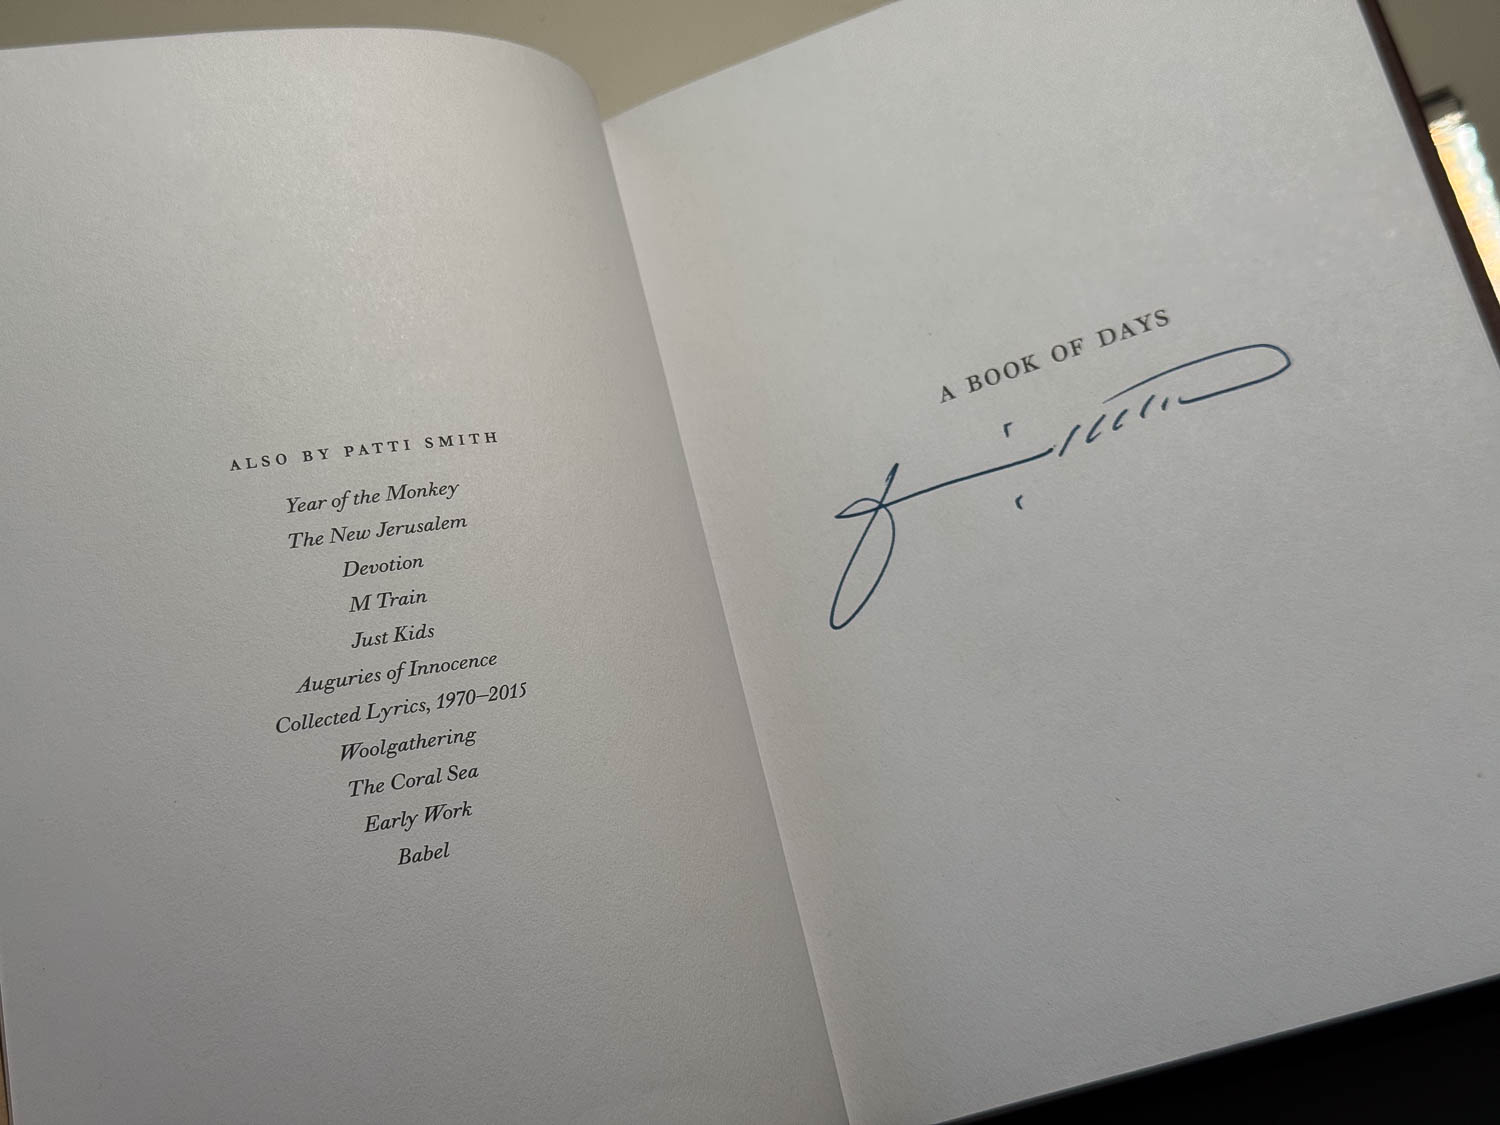 ALSO BY PATTI SMITH
Year of the Monkey
The New Jerusalem
Devotion
M Train
Just Kids
Auguries of Innocence
Collected Lyrics, 1970–2015
Woolgathering
The Coral Sea
Early Work
Babel
A BOOK OF DAYS